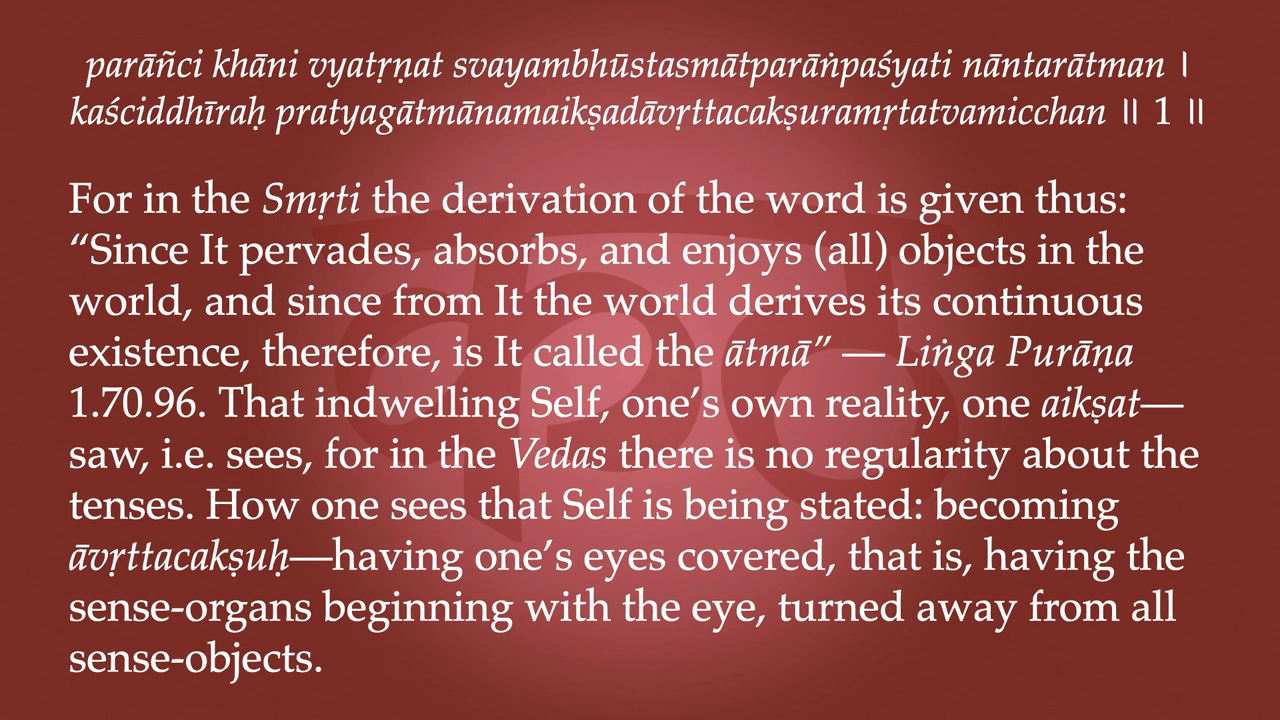 parāñci khāni vyatṛṇat svayambhūstasmātparāṅpaśyati nāntarātman ।
kaściddhīraḥ pratyagātmānamaikṣadāvṛttacakṣuramṛtatvamicchan ॥ 1 ॥
For in the Smṛti the derivation of the word is given thus:
“Since It pervades, absorbs, and enjoys (all) objects in the
world, and since from It the world derives its continuous
existence, therefore, is It called the ātmā” — Liṅga Purāṇa
1.70.96. That indwelling Self, one’s own reality, one aikṣat—
saw, i.e. sees, for in the Vedas there is no regularity about the
tenses. How one sees that Self is being stated: becoming
āvṛttacakṣuḥ—having one’s eyes covered, that is, having the
sense-organs beginning with the eye, turned away from all
sense-objects.